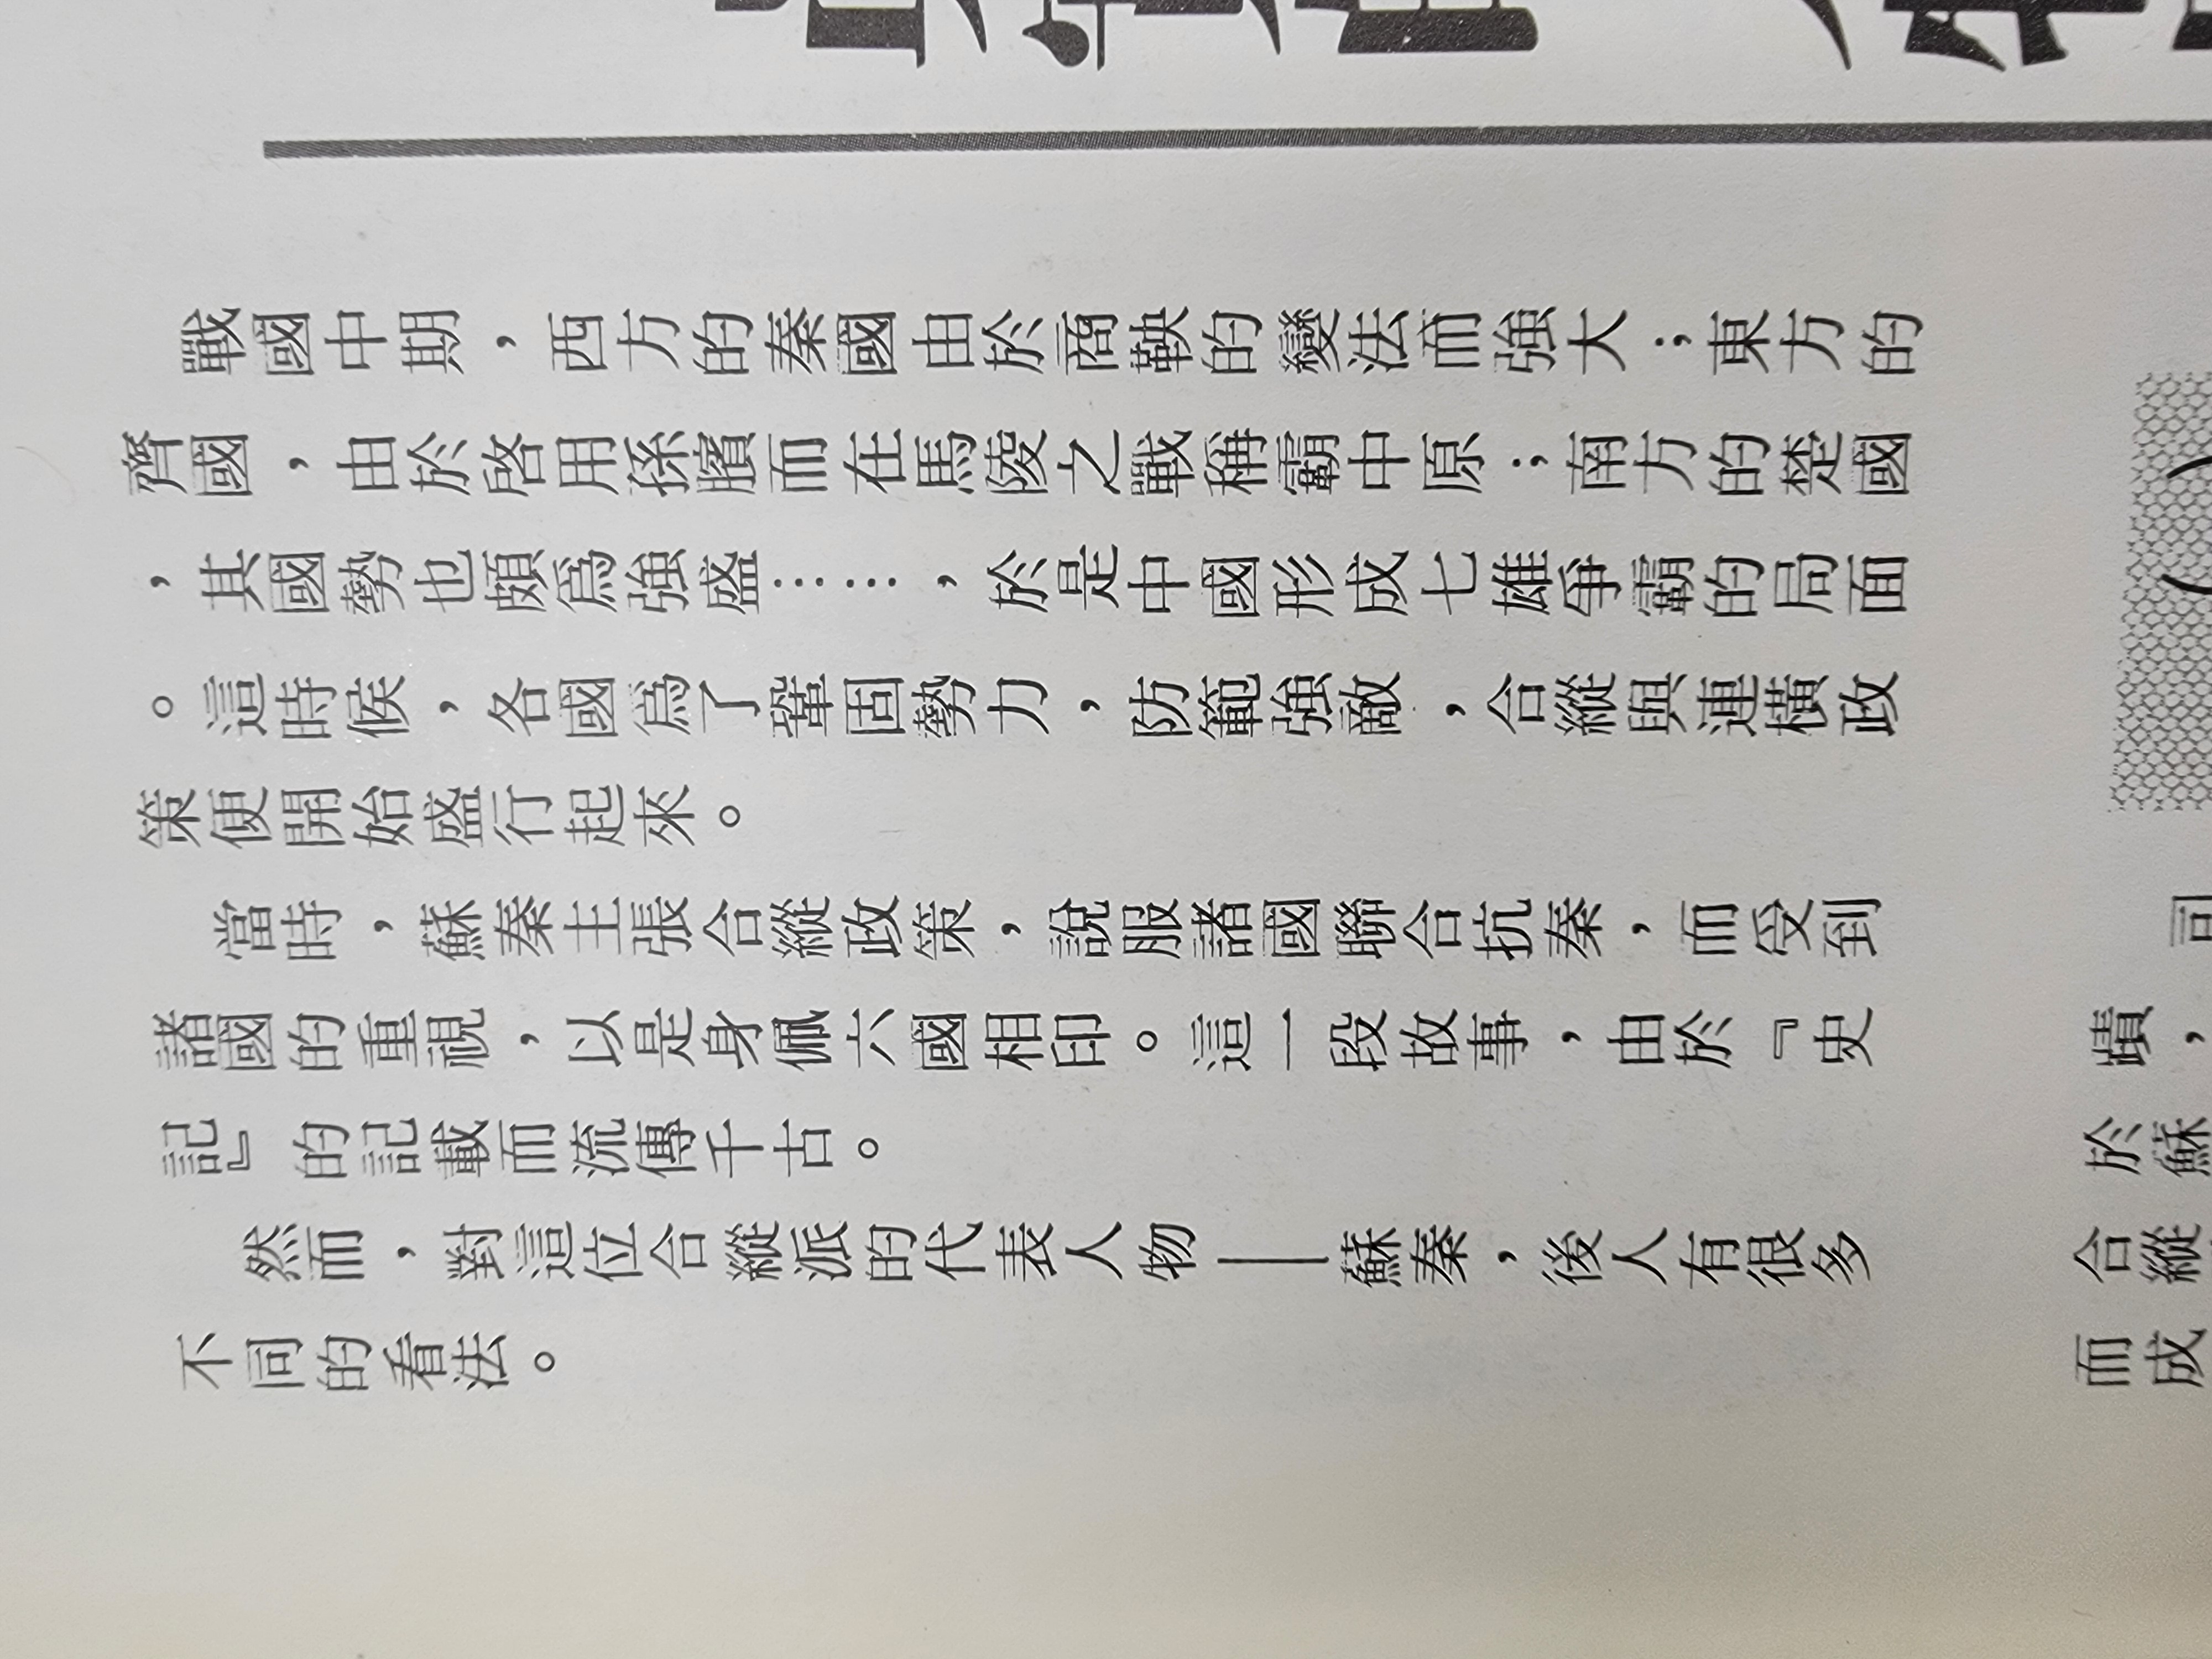 戰國中期，西方的秦國由於商鞅的變法而強大；東方的
齊國，由於啓用孫臏而在馬陵之戰稱霸中原；南方的楚國
，其國勢也頗爲強盛……，於是中國形成七雄爭霸的局面
。這時候，各國爲了鞏固勢力，防範強敵，合縱與連橫政
策便開始盛行起來。
當時，蘇秦主張合縱政策，說服諸國聯合抗秦，而受到
諸國的重視，以是身佩六國相印。這一段故事，由於『史
記』的記載而流傳千古。
然而，對這位合縱派的代表人物——蘇秦，後人有很多
不同的看法。
司
蹟，
於蘇
合縱
而成